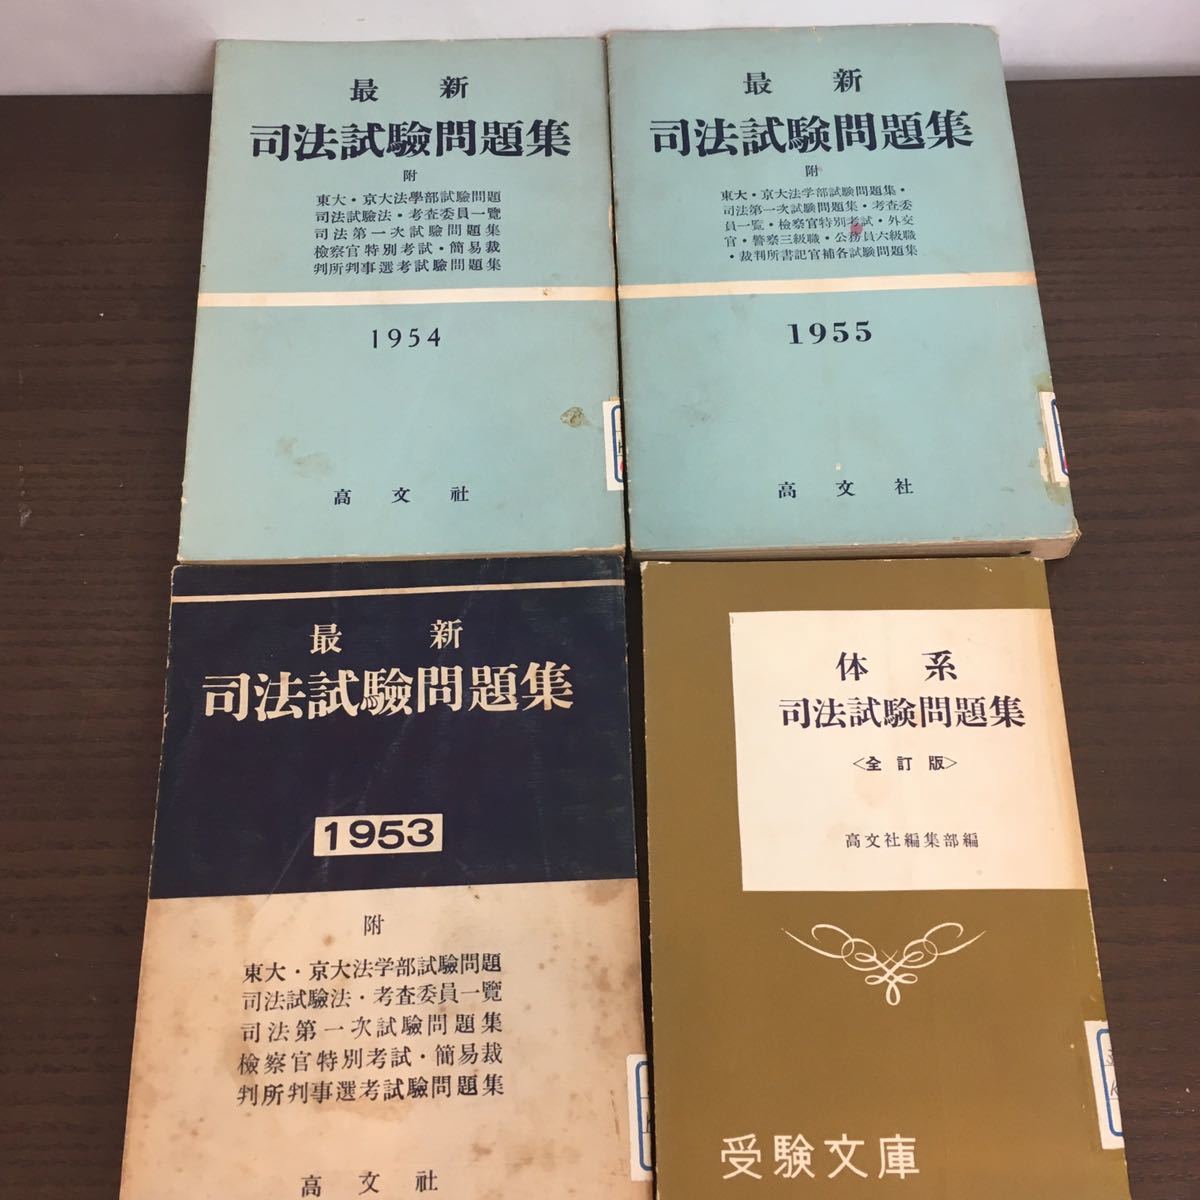 最新
司法試驗問題集
附
東大・京大法學部試驗問題
司法試驗法・考査委員一覽
司法第一次試驗問題集
檢察官特別考試・簡易裁
判所判事選考試驗問題集
1954
高文社
最新
司法試験問題集
附
東大・京大法学部試験問題集・
司法第一次試験問題集・考査委
員一覧・検察官特別考試・外交
官・警察三級職・公務員六級職
・裁判所書記官補各試験問題集
1955
高文社
最新
司法試驗問題集
1953
附
東大・京大法学部試驗問題
司法試驗法・考査委員一覽
司法第一次試驗問題集
檢察官特別考試・簡易裁
判所判事選考試驗問題集
高文社
体系
司法試験問題集
<全訂版>
高文社編集部編
受験文庫